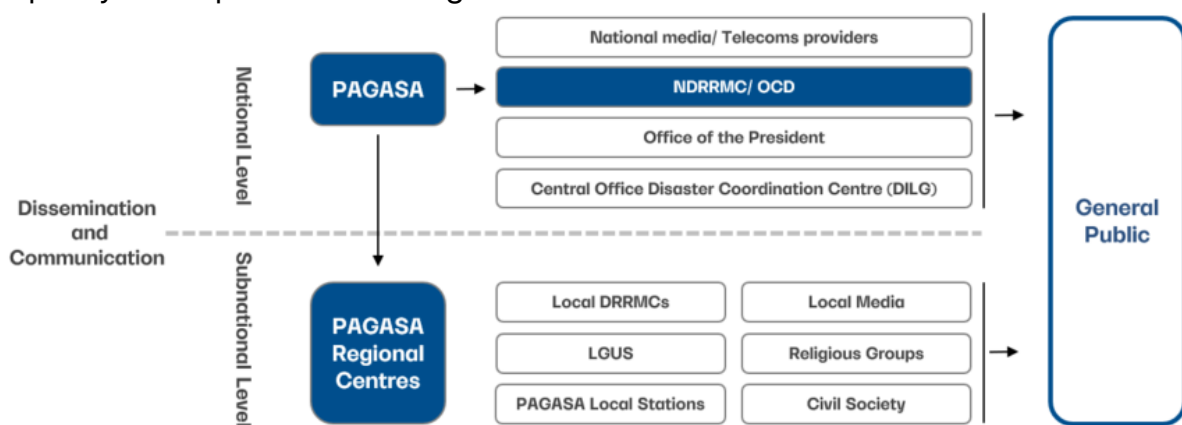 National Level
PAGASA
National media/ Telecoms providers
NDRRMC/ OCD
Office of the President
Central Office Disaster Coordination Centre (DILG)
General
Public
Dissemination
and
Communication
Subnational Level
PAGASA
Regional
Centres
Local DRRMCs
Local Media
LGUS
Religious Groups
PAGASA Local Stations
Civil Society